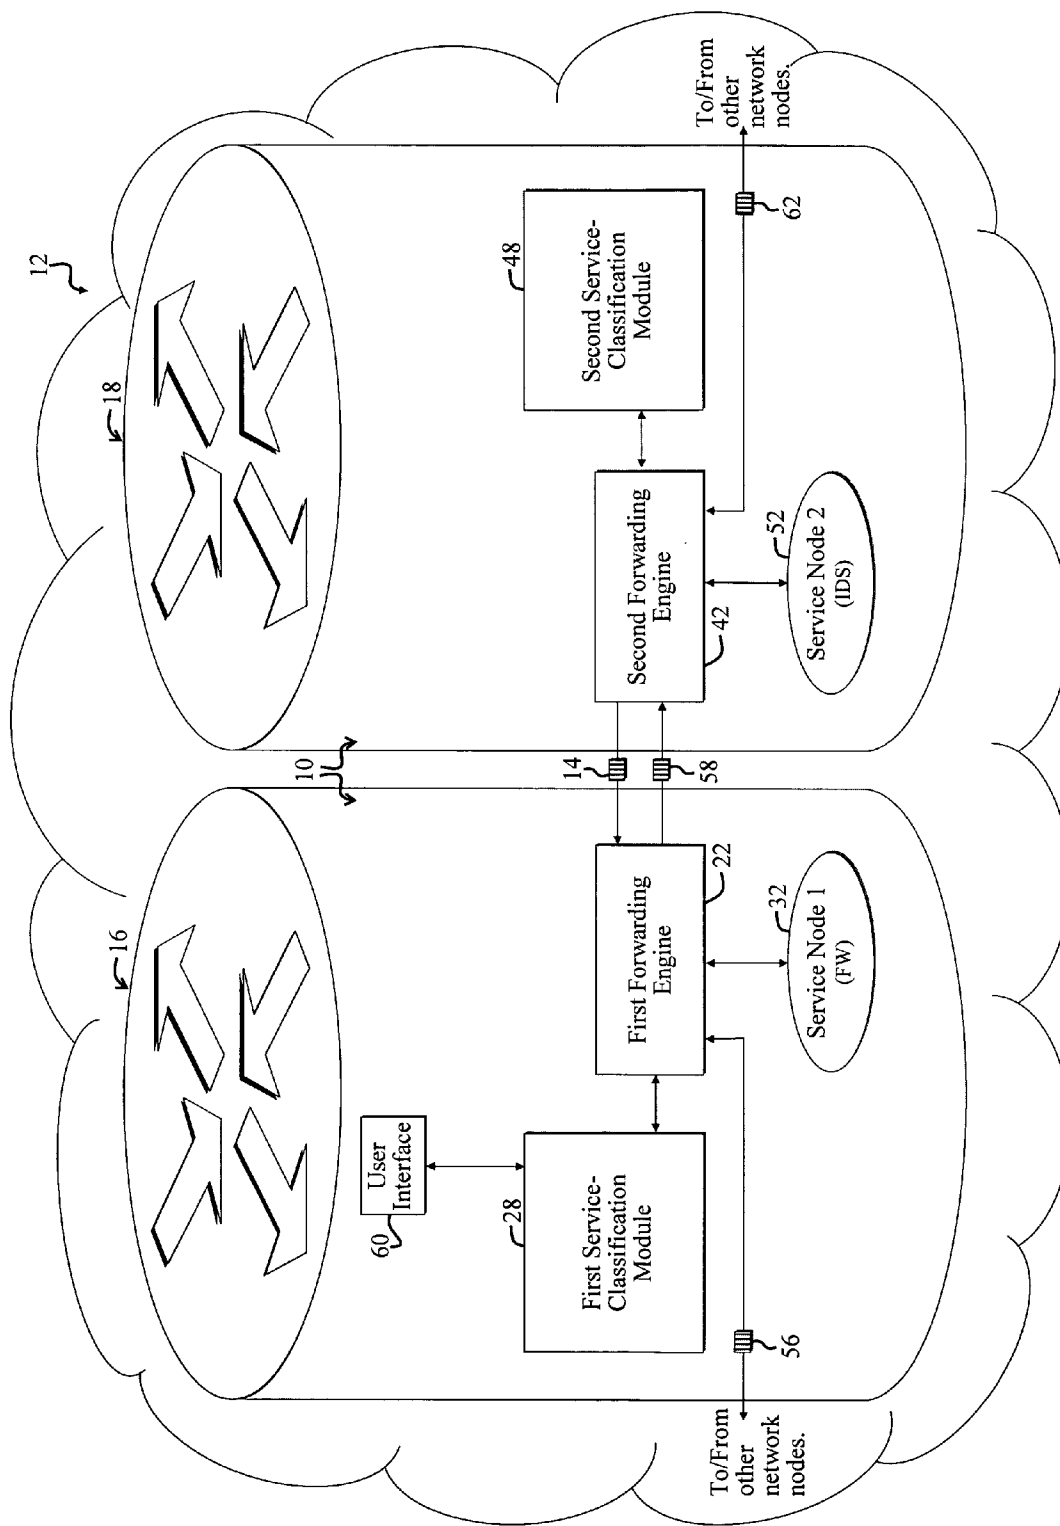 12
16
18
10
60
User
Interface
28
First Service-
Classification
Module
First Forwarding
Engine
22
14
58
Second Forwarding
Engine
42
48
Second Service-
Classification
Module
Service Node 1
(FW)
32
Service Node 2
(IDS)
52
56
62
To/From
other
network
nodes.
To/From
other
network
nodes.